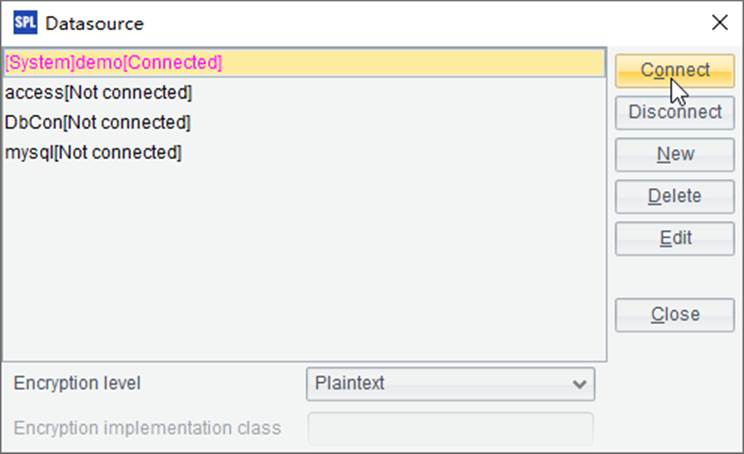 SPL Datasource
[System]demo[Connected]
access[Not connected]
DbCon[Not connected]
mysql[Not connected]
Connect
Disconnect
New
Delete
Edit
Close
Encryption level
Plaintext
Encryption implementation class